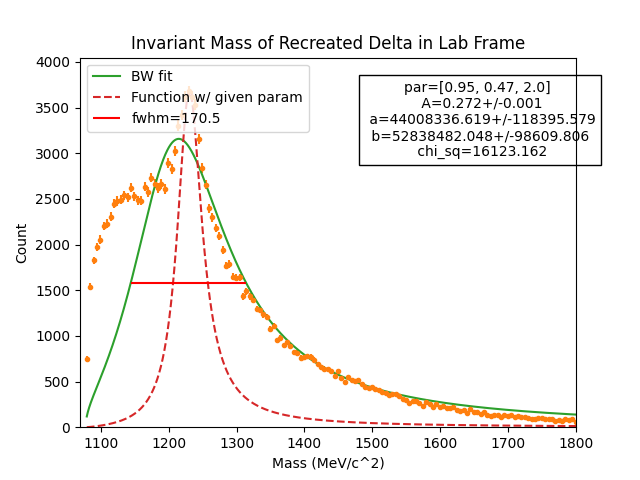 Invariant Mass of Recreated Delta in Lab Frame
BW fit
Function w/ given param
fwhm=170.5
par=[0.95, 0.47, 2.0]
A=0.272+/-0.001
a=44008336.619+/-118395.579
b=52838482.048+/-98609.806
chi_sq=16123.162
Count
4000
3500
3000
2500
2000
1500
1000
500
0
1100 1200 1300 1400 1500 1600 1700 1800
Mass (MeV/c^2)